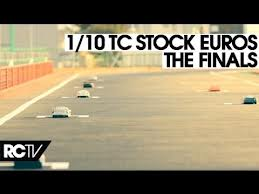 1/10 TC STOCK EUROS
THE FINALS
RCTV